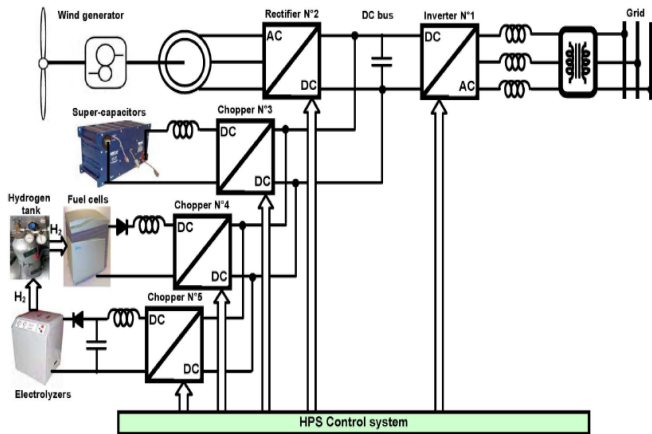 Wind generator
Rectifier N°2
DC bus
Inverter N°1
Grid
AC
DC
DC
AC
Super-capacitors
Chopper N°3
DC
DC
Hydrogen
tank
Fuel cells
Chopper N°4
H2
DC
DC
H2
Chopper N°5
DC
DC
Electrolyzers
HPS Control system